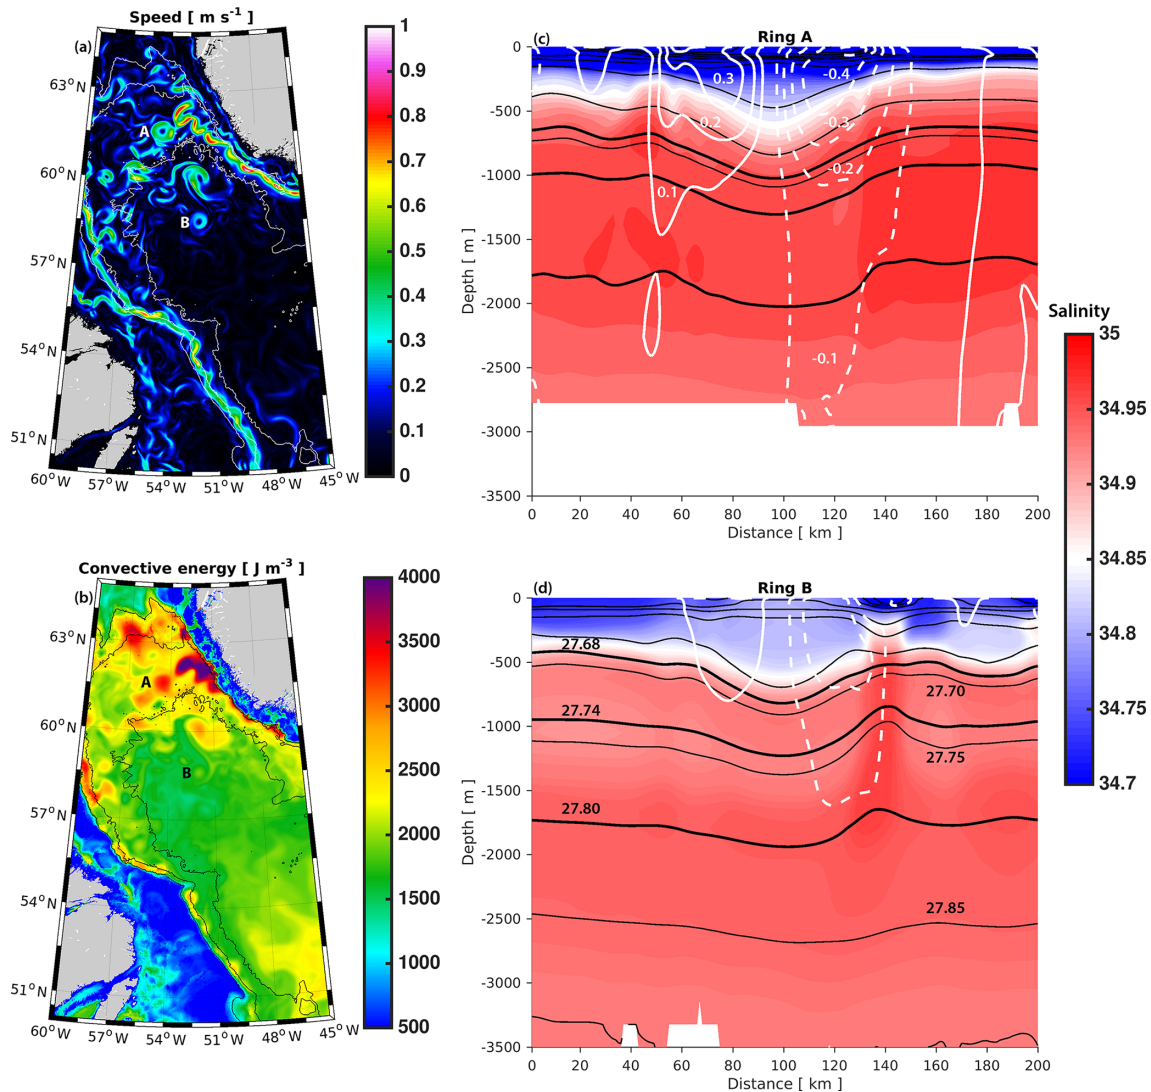 Speed [ m s⁻¹ ]
(a)
63° N
60° N
57° N
54° N
51° N
A
B
60° W
57° W
54° W
51° W
48° W
45° W
1
0.9
0.8
0.7
0.6
0.5
0.4
0.3
0.2
0.1
0
(c)
Ring A
0
-500
-1000
-1500
-2000
-2500
-3000
-3500
Depth [ m ]
0.3
0.2
0.1
-0.4
-0.3
-0.2
-0.1
0 20 40 60 80 100 120 140 160 180 200
Distance [ km ]
Salinity
35
34.95
34.9
34.85
34.8
34.75
34.7
Convective energy [ J m⁻³ ]
(b)
63° N
60° N
57° N
54° N
51° N
A
B
60° W
57° W
54° W
51° W
48° W
45° W
4000
3500
3000
2500
2000
1500
1000
500
(d)
Ring B
0
-500
-1000
-1500
-2000
-2500
-3000
-3500
Depth [ m ]
27.68
27.70
27.74
27.75
27.80
27.85
0 20 40 60 80 100 120 140 160 180 200
Distance [ km ]